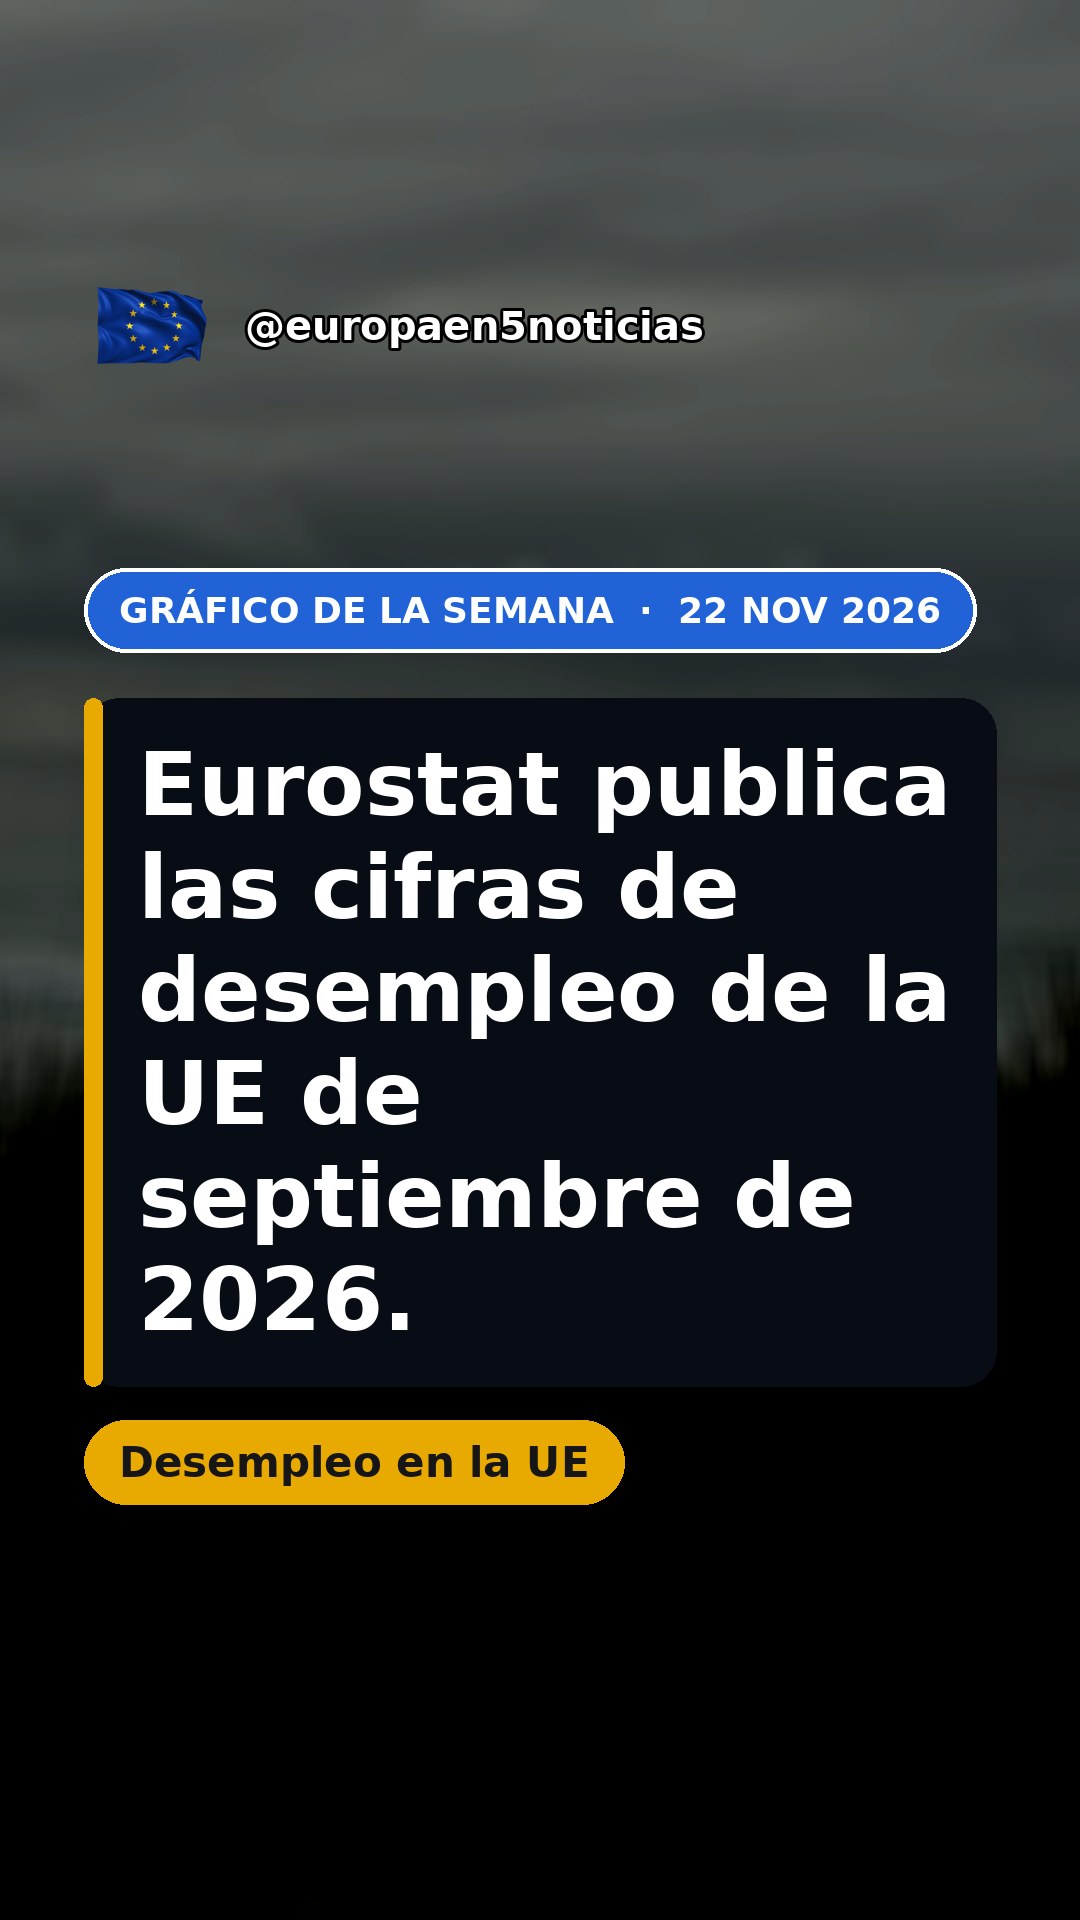 @europaen5noticias
GRÁFICO DE LA SEMANA · 22 NOV 2026
Eurostat publica
las cifras de
desempleo de la
UE de
septiembre de
2026.
Desempleo en la UE